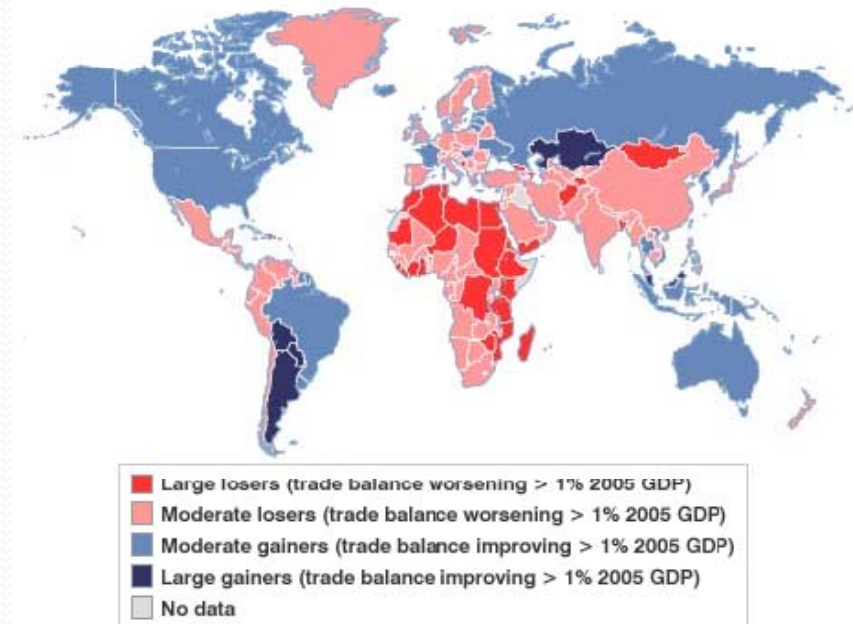 Large losers (trade balance worsening > 1% 2005 GDP)
Moderate losers (trade balance worsening > 1% 2005 GDP)
Moderate gainers (trade balance improving > 1% 2005 GDP)
Large gainers (trade balance improving > 1% 2005 GDP)
No data